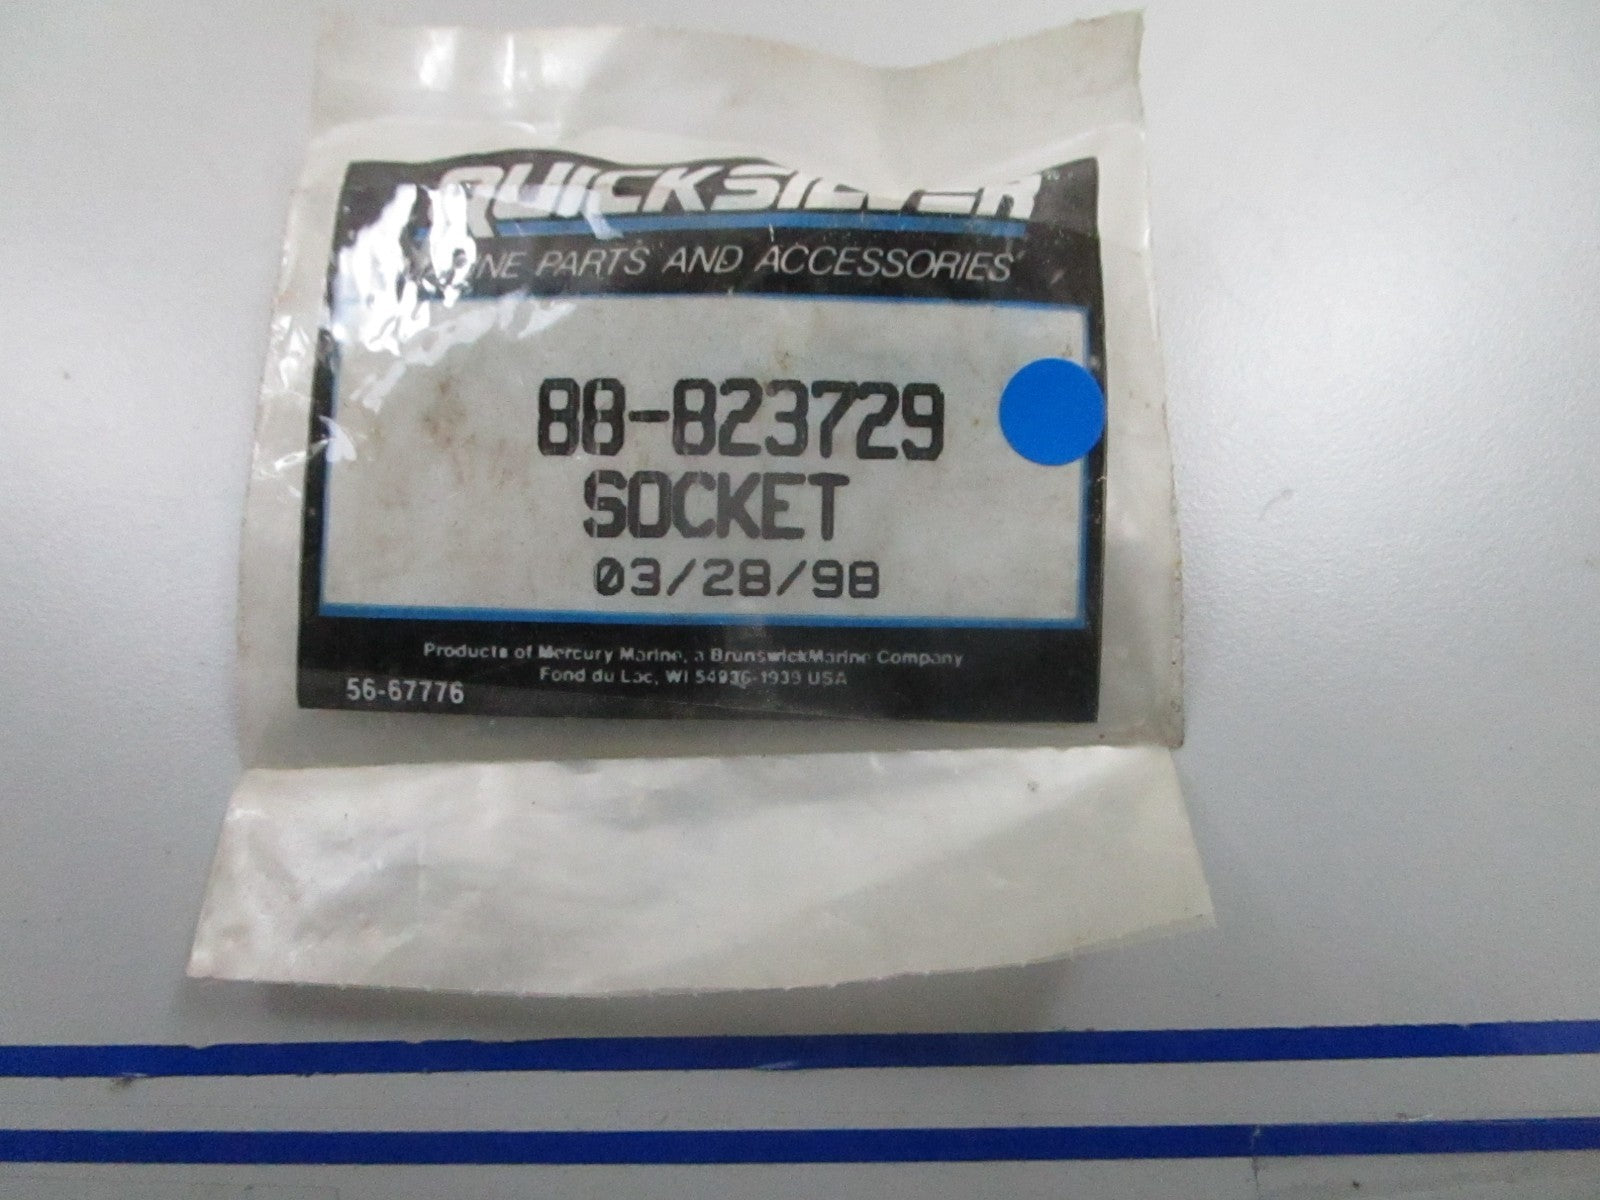 QUICKSILVER
MARINE PARTS AND ACCESSORIES
88-823729
SOCKET
03/28/98
Products of Mercury Marine, a Brunswick Marine Company
Fond du Lac, WI 54936-1939 USA
56-67776